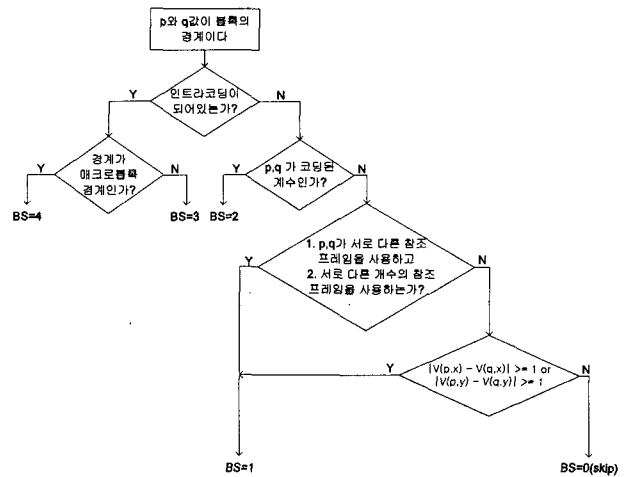 p와 q값이 블록의
경계이다
Y
인트라코딩이
되어있는가?
N
Y
경계가
매크로블록
경계인가?
N
Y
p,q 가 코딩된
계수인가?
N
BS=4
BS=3
BS=2
Y
1. p,q가 서로 다른 참조
프레임을 사용하고
2. 서로 다른 개수의 참조
프레임을 사용하는가?
N
Y
|V(p,x) - V(q,x)| >= 1 or
|V(p,y) - V(q,y)| >= 1
N
BS=1
BS=0(skip)